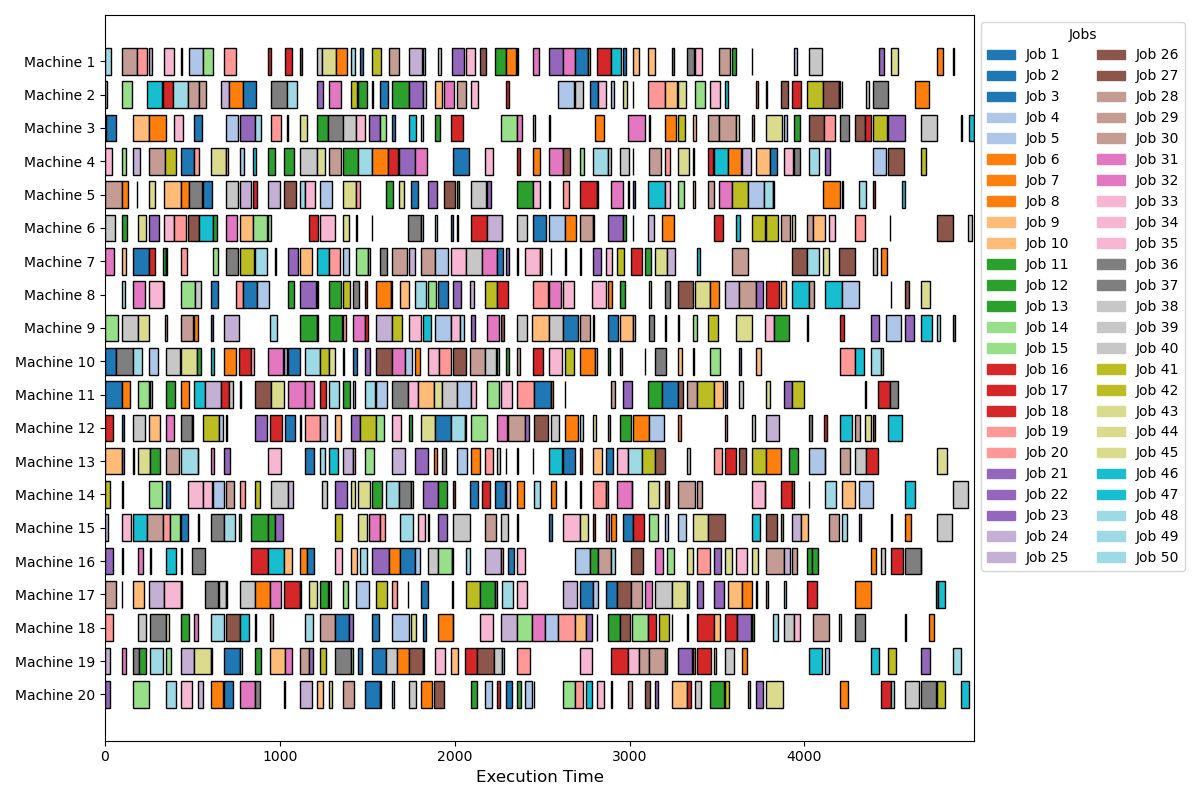 Machine 1
Machine 2
Machine 3
Machine 4
Machine 5
Machine 6
Machine 7
Machine 8
Machine 9
Machine 10
Machine 11
Machine 12
Machine 13
Machine 14
Machine 15
Machine 16
Machine 17
Machine 18
Machine 19
Machine 20
0 1000 2000 3000 4000
Execution Time
Jobs
Job 1
Job 2
Job 3
Job 4
Job 5
Job 6
Job 7
Job 8
Job 9
Job 10
Job 11
Job 12
Job 13
Job 14
Job 15
Job 16
Job 17
Job 18
Job 19
Job 20
Job 21
Job 22
Job 23
Job 24
Job 25
Job 26
Job 27
Job 28
Job 29
Job 30
Job 31
Job 32
Job 33
Job 34
Job 35
Job 36
Job 37
Job 38
Job 39
Job 40
Job 41
Job 42
Job 43
Job 44
Job 45
Job 46
Job 47
Job 48
Job 49
Job 50